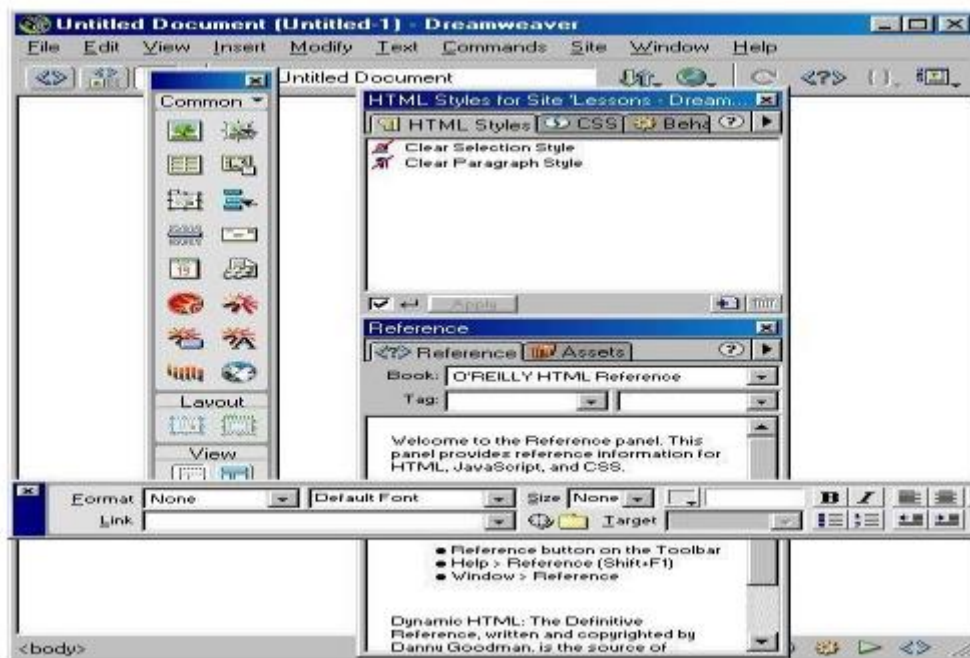 Untitled Document (Untitled-1) - Dreamweaver
File Edit View Insert Modify Text Commands Site Window Help
Untitled Document
Common
HTML Styles for Site 'Lessons - Dream...
HTML Styles CSS Beha
Clear Selection Style
Clear Paragraph Style
19
Apply
Reference
Reference Assets
Book: O'REILLY HTML Reference
Tag:
Layout
Welcome to the Reference panel. This
panel provides reference information for
HTML, JavaScript, and CSS.
View
Format None Default Font Size None B I
Link Target
Reference button on the Toolbar
Help > Reference (Shift+F1)
Window > Reference
Dynamic HTML: The Definitive
Reference, written and copyrighted by
Danny Goodman, is the source of
<body>